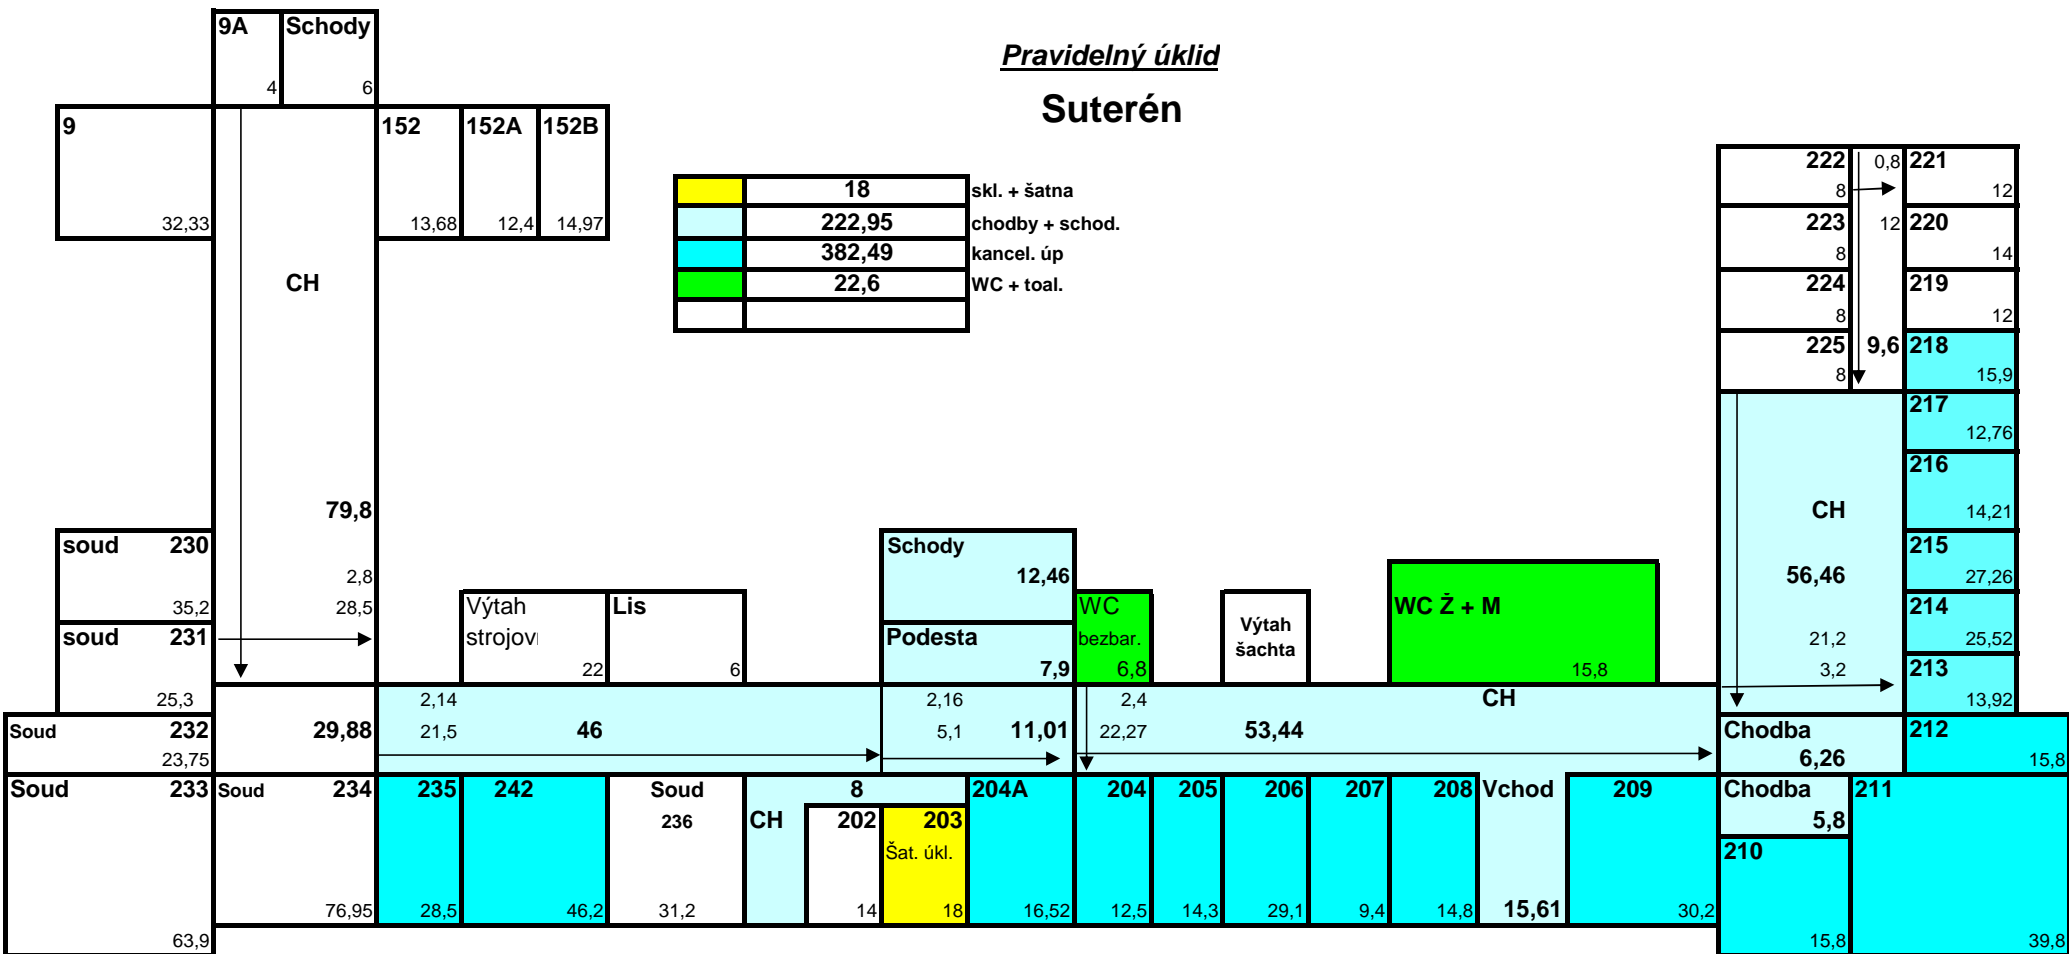 9A Schody
Pravidelný úklid
4 6
Suterén
9 152 152A 152B
32,33 13,68 12,4 14,97
18 skl. + šatna
222,95 chodby + schod.
382,49 kancel. úp
22,6 WC + toal.
222 0,8 221
8 12
223 12 220
8 14
CH
224 219
8 12
225 9,6 218
8 15,9
217
12,76
216
79,8 CH 14,21
soud 230 Schody 215
2,8 12,46 56,46 27,26
35,2 28,5 Výtah Lis WC WC Ž + M 214
soud 231 strojov Podesta bezbar. Výtah 21,2 25,52
šachta
22 6 7,9 6,8 15,8 3,2 213
25,3 2,14 2,16 2,4 CH 13,92
Soud 232 29,88 21,5 46 5,1 11,01 22,27 53,44 Chodba 212
23,75 6,26 15,8
Soud 233 Soud 234 235 242 Soud 8 204A 204 205 206 207 208 Vchod 209 Chodba 211
236 CH 202 203 5,8
Šat. úkl. 210
76,95 28,5 46,2 31,2 14 18 16,52 12,5 14,3 29,1 9,4 14,8 15,61 30,2
63,9 15,8 39,8